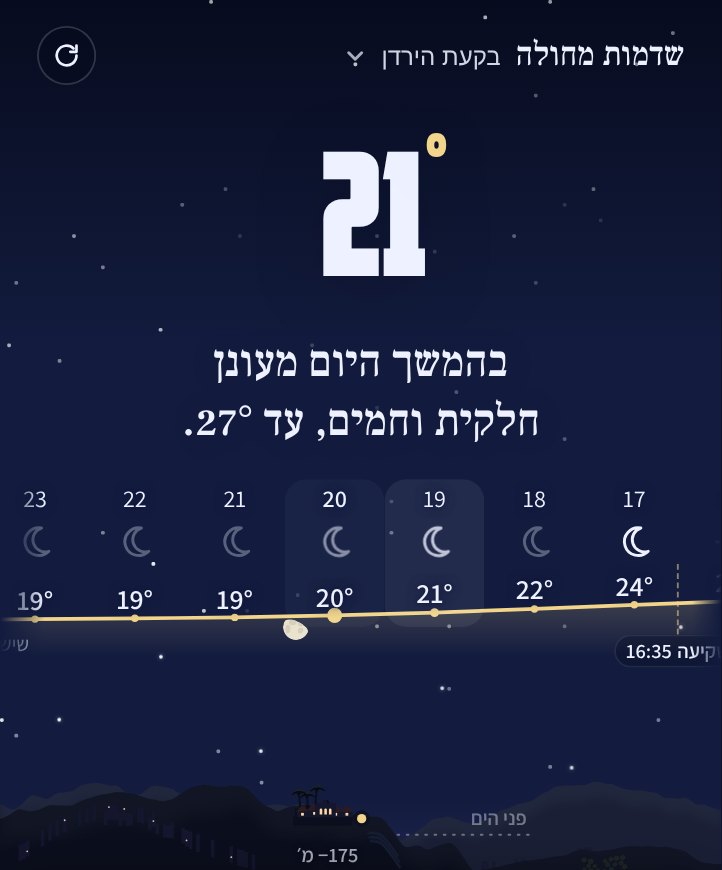 שדמות מחולה בקעת הירדן
21°
בהמשך היום מעונן
חלקית וחמים, עד 27°.
17 18 19 20 21 22 23
24° 22° 21° 20° 19° 19° 19°
שקיעה 16:35
פני הים
−175 מ׳